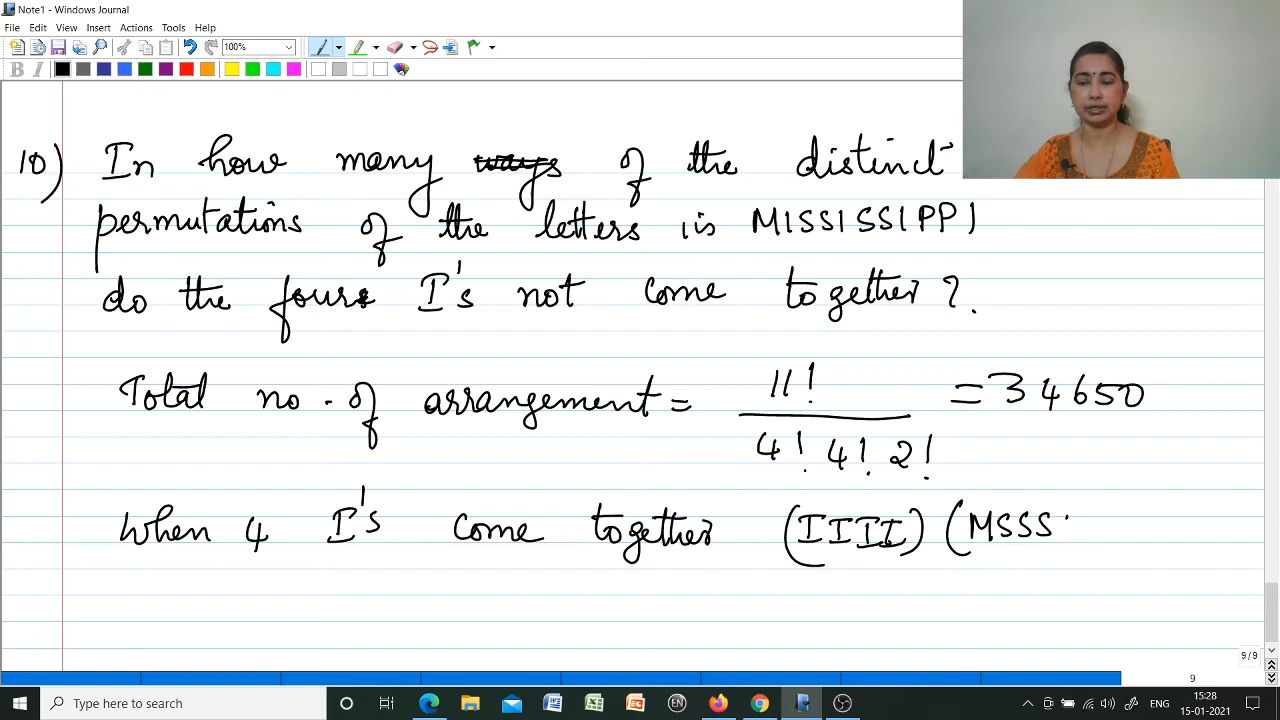 Note1 - Windows Journal
File Edit View Insert Actions Tools Help
100%
B I
10) In how many ways of the distinct
permutations of the letters is MISSISSIPPI
do the fours I's not come together ?.
Total no. of arrangement = 11! / 4! 4! 2! = 34650
When 4 I's come together (IIII) (MSSS
9/9
9
Type here to search
EN
ENG
15:28
15-01-2021